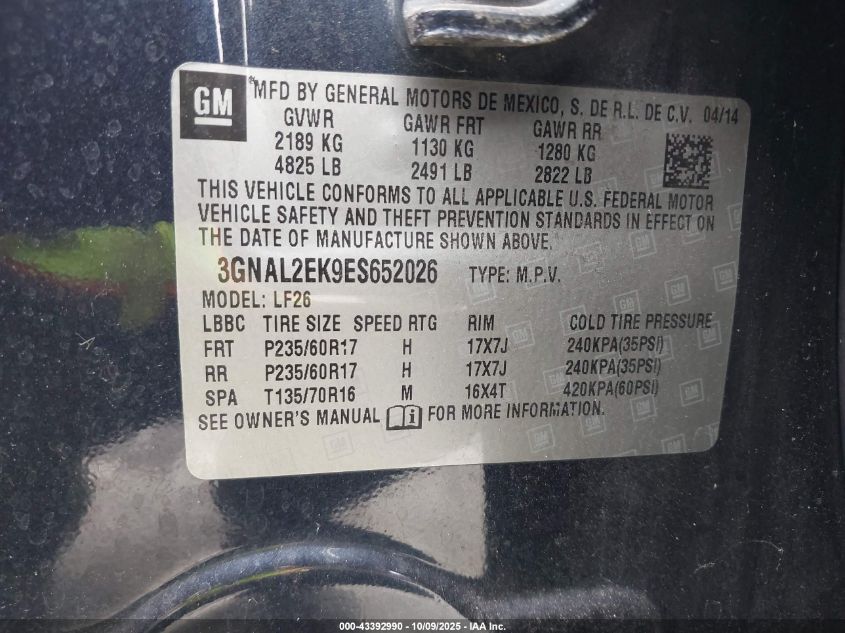 GM
MFD BY GENERAL MOTORS DE MEXICO, S. DE R.L. DE C.V. 04/14
GVWR GAWR FRT GAWR RR
2189 KG 1130 KG 1280 KG
4825 LB 2491 LB 2822 LB
THIS VEHICLE CONFORMS TO ALL APPLICABLE U.S. FEDERAL MOTOR
VEHICLE SAFETY AND THEFT PREVENTION STANDARDS IN EFFECT ON
THE DATE OF MANUFACTURE SHOWN ABOVE.
3GNAL2EK9ES652026 TYPE: M.P.V.
MODEL: LF26
LBBC TIRE SIZE SPEED RTG RIM COLD TIRE PRESSURE
FRT P235/60R17 H 17X7J 240KPA(35PSI)
RR P235/60R17 H 17X7J 240KPA(35PSI)
SPA T135/70R16 M 16X4T 420KPA(60PSI)
SEE OWNER'S MANUAL i FOR MORE INFORMATION.
000-43392990 - 10/09/2025 - IAA Inc.